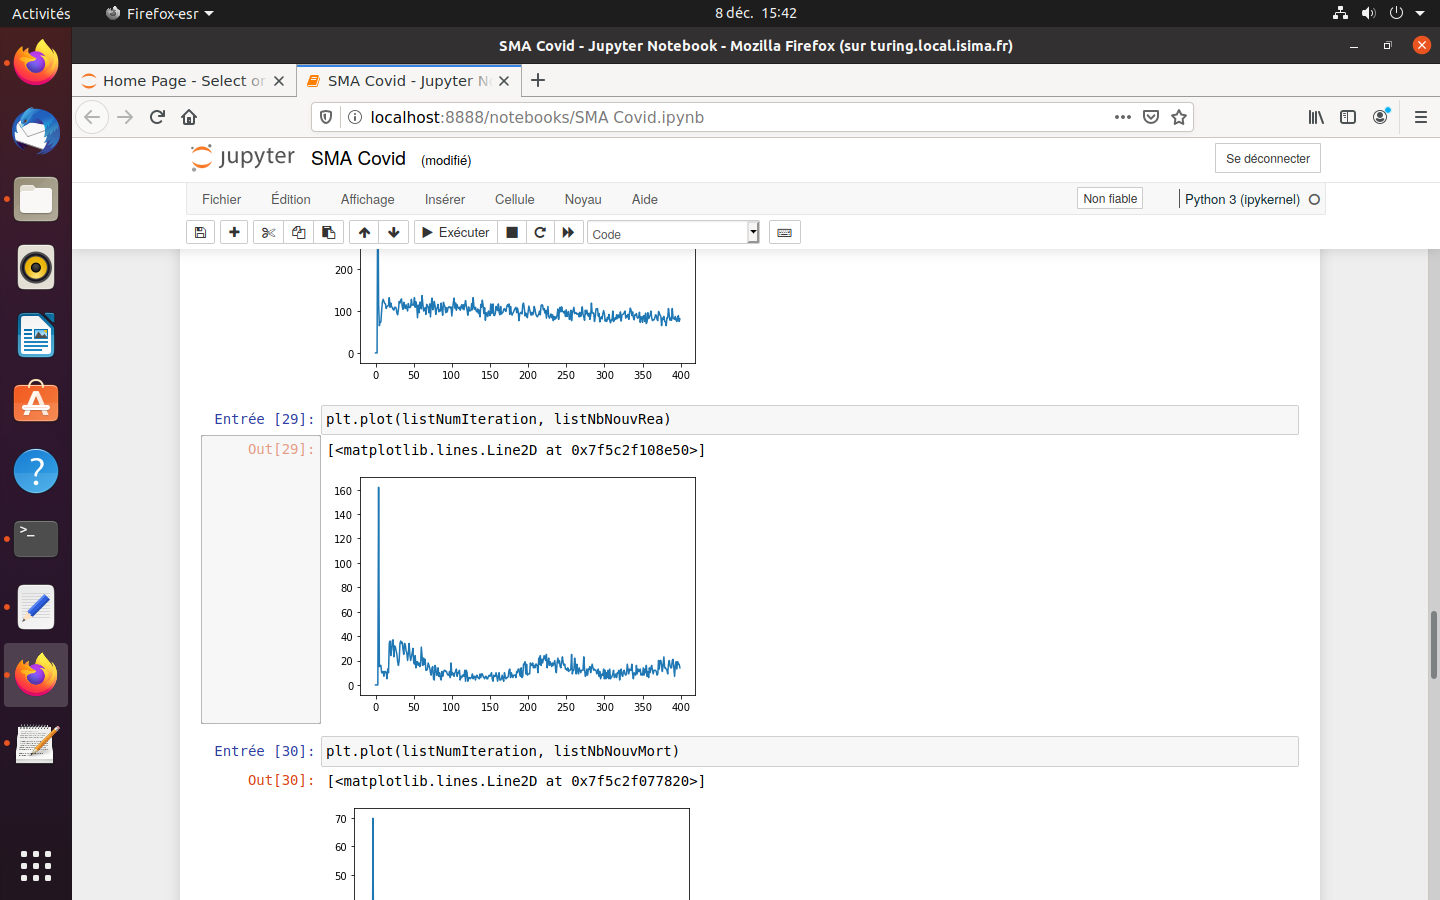 Activités
Firefox-esr
8 déc. 15:42
SMA Covid - Jupyter Notebook - Mozilla Firefox (sur turing.local.isima.fr)
Home Page - Select or
SMA Covid - Jupyter No
localhost:8888/notebooks/SMA Covid.ipynb
jupyter SMA Covid (modifié)
Se déconnecter
Fichier Édition Affichage Insérer Cellule Noyau Aide
Non fiable
Python 3 (ipykernel)
Exécuter
Code
200
100
0
0 50 100 150 200 250 300 350 400
Entrée [29]: plt.plot(listNumIteration, listNbNouvRea)
Out[29]: [<matplotlib.lines.Line2D at 0x7f5c2f108e50>]
160
140
120
100
80
60
40
20
0
0 50 100 150 200 250 300 350 400
Entrée [30]: plt.plot(listNumIteration, listNbNouvMort)
Out[30]: [<matplotlib.lines.Line2D at 0x7f5c2f077820>]
70
60
50